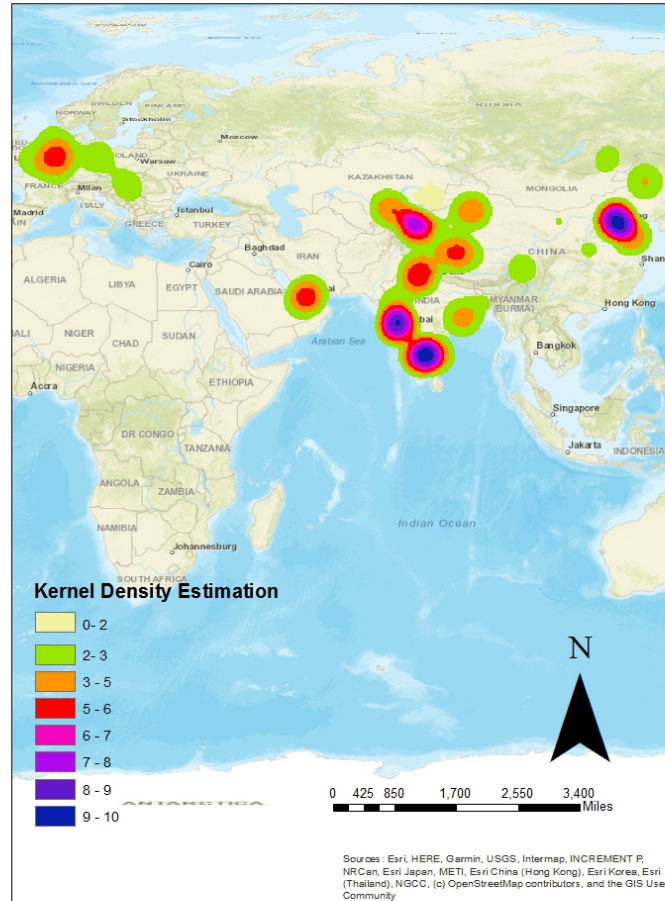 SWEDEN
FINLAND
NORWAY
RUSSIA
Stockholm
Moscow
Warsaw
UKRAINE
FRANCE
Milan
KAZAKHSTAN
MONGOLIA
Madrid
ITALY
Istanbul
GREECE
TURKEY
Baghdad
IRAN
CHINA
Shan
Cairo
ALGERIA
LIBYA
EGYPT
SAUDI ARABIA
INDIA
MYANMAR
(BURMA)
Hong Kong
NIGER
CHAD
SUDAN
Arabian Sea
Bangkok
NIGERIA
ETHIOPIA
Accra
Singapore
DR CONGO
TANZANIA
Jakarta
INDONESIA
ANGOLA
ZAMBIA
NAMIBIA
Indian Ocean
Johannesburg
SOUTH AFRICA
Kernel Density Estimation
0- 2
2- 3
3 - 5
5 - 6
6 - 7
7 - 8
8 - 9
9 - 10
N
0 425 850 1,700 2,550 3,400
Miles
ANTARCTICA
Sources: Esri, HERE, Garmin, USGS, Intermap, INCREMENT P,
NRCan, Esri Japan, METI, Esri China (Hong Kong), Esri Korea, Esri
(Thailand), NGCC, (c) OpenStreetMap contributors, and the GIS Use
Community